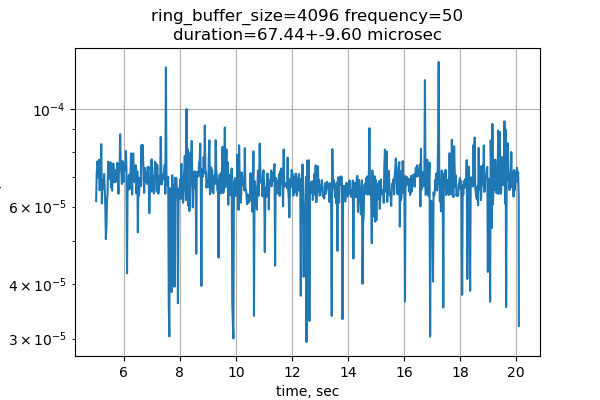 ring_buffer_size=4096 frequency=50
duration=67.44+-9.60 microsec
10⁻⁴
6 × 10⁻⁵
4 × 10⁻⁵
3 × 10⁻⁵
6 8 10 12 14 16 18 20
time, sec